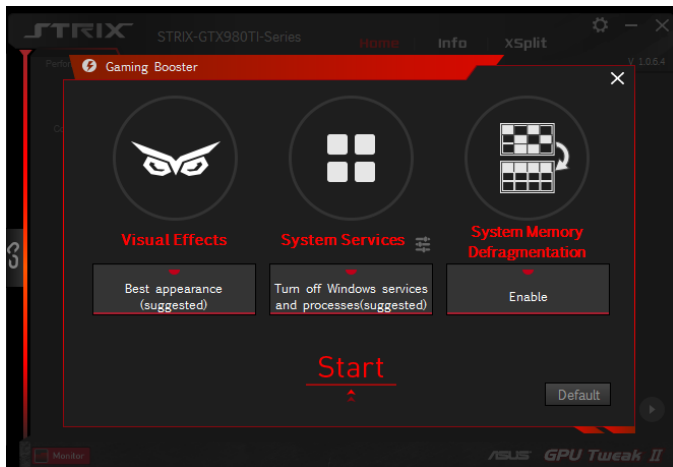 STRIX
STRIX-GTX980TI-Series
Home
Info
XSplit
V 1.0.6.4
Gaming Booster
Visual Effects
System Services
System Memory
Defragmentation
Best appearance
(suggested)
Turn off Windows services
and processes(suggested)
Enable
Start
Default
Monitor
ASUS GPU Tweak II